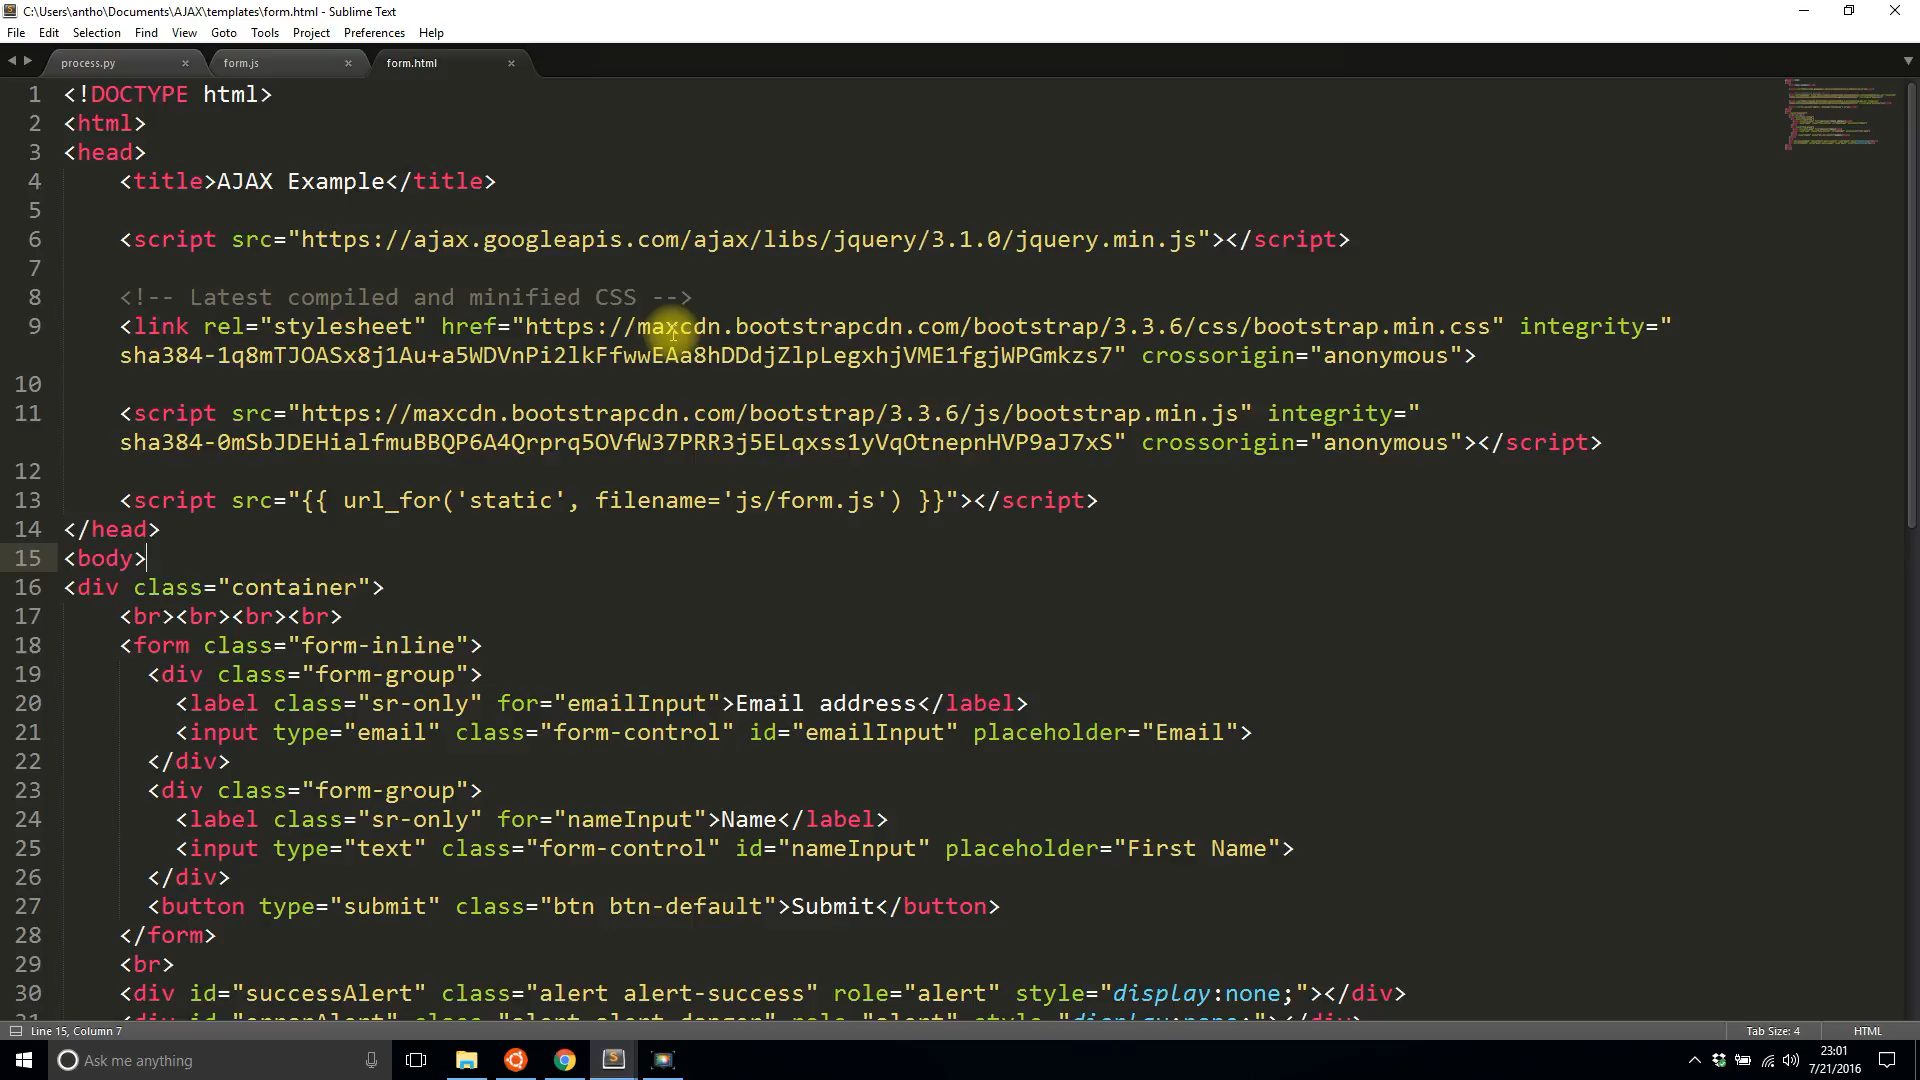 C:\Users\antho\Documents\AJAX\templates\form.html - Sublime Text
File Edit Selection Find View Goto Tools Project Preferences Help
process.py × form.js × form.html ×
1 <!DOCTYPE html>
2 <html>
3 <head>
4 <title>AJAX Example</title>
5
6 <script src="https://ajax.googleapis.com/ajax/libs/jquery/3.1.0/jquery.min.js"></script>
7
8 <!-- Latest compiled and minified CSS -->
9 <link rel="stylesheet" href="https://maxcdn.bootstrapcdn.com/bootstrap/3.3.6/css/bootstrap.min.css" integrity="
sha384-1q8mTJOASx8j1Au+a5WDVnPi2lkFfwwEAa8hDDdjZlpLegxhjVME1fgjWPGmkzs7" crossorigin="anonymous">
10
11 <script src="https://maxcdn.bootstrapcdn.com/bootstrap/3.3.6/js/bootstrap.min.js" integrity="
sha384-0mSbJDEHialfmuBBQP6A4Qrprq5OVfW37PRR3j5ELqxss1yVqOtnepnHVP9aJ7xS" crossorigin="anonymous"></script>
12
13 <script src="{{ url_for('static', filename='js/form.js') }}"></script>
14 </head>
15 <body>
16 <div class="container">
17 <br><br><br><br>
18 <form class="form-inline">
19 <div class="form-group">
20 <label class="sr-only" for="emailInput">Email address</label>
21 <input type="email" class="form-control" id="emailInput" placeholder="Email">
22 </div>
23 <div class="form-group">
24 <label class="sr-only" for="nameInput">Name</label>
25 <input type="text" class="form-control" id="nameInput" placeholder="First Name">
26 </div>
27 <button type="submit" class="btn btn-default">Submit</button>
28 </form>
29 <br>
30 <div id="successAlert" class="alert alert-success" role="alert" style="display:none;"></div>
Line 15, Column 7 Tab Size: 4 HTML
Ask me anything
23:01
7/21/2016